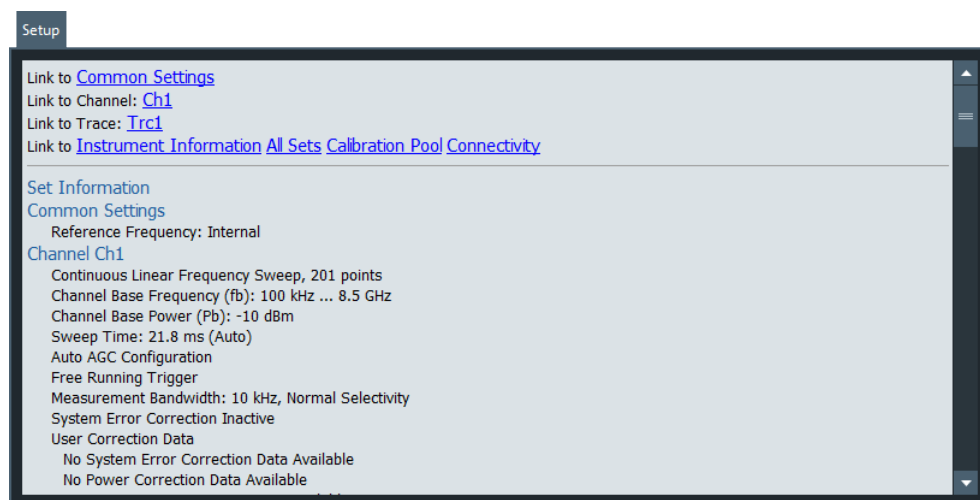 Setup
Link to Common Settings
Link to Channel: Ch1
Link to Trace: Trc1
Link to Instrument Information All Sets Calibration Pool Connectivity
Set Information
Common Settings
Reference Frequency: Internal
Channel Ch1
Continuous Linear Frequency Sweep, 201 points
Channel Base Frequency (fb): 100 kHz ... 8.5 GHz
Channel Base Power (Pb): -10 dBm
Sweep Time: 21.8 ms (Auto)
Auto AGC Configuration
Free Running Trigger
Measurement Bandwidth: 10 kHz, Normal Selectivity
System Error Correction Inactive
User Correction Data
No System Error Correction Data Available
No Power Correction Data Available